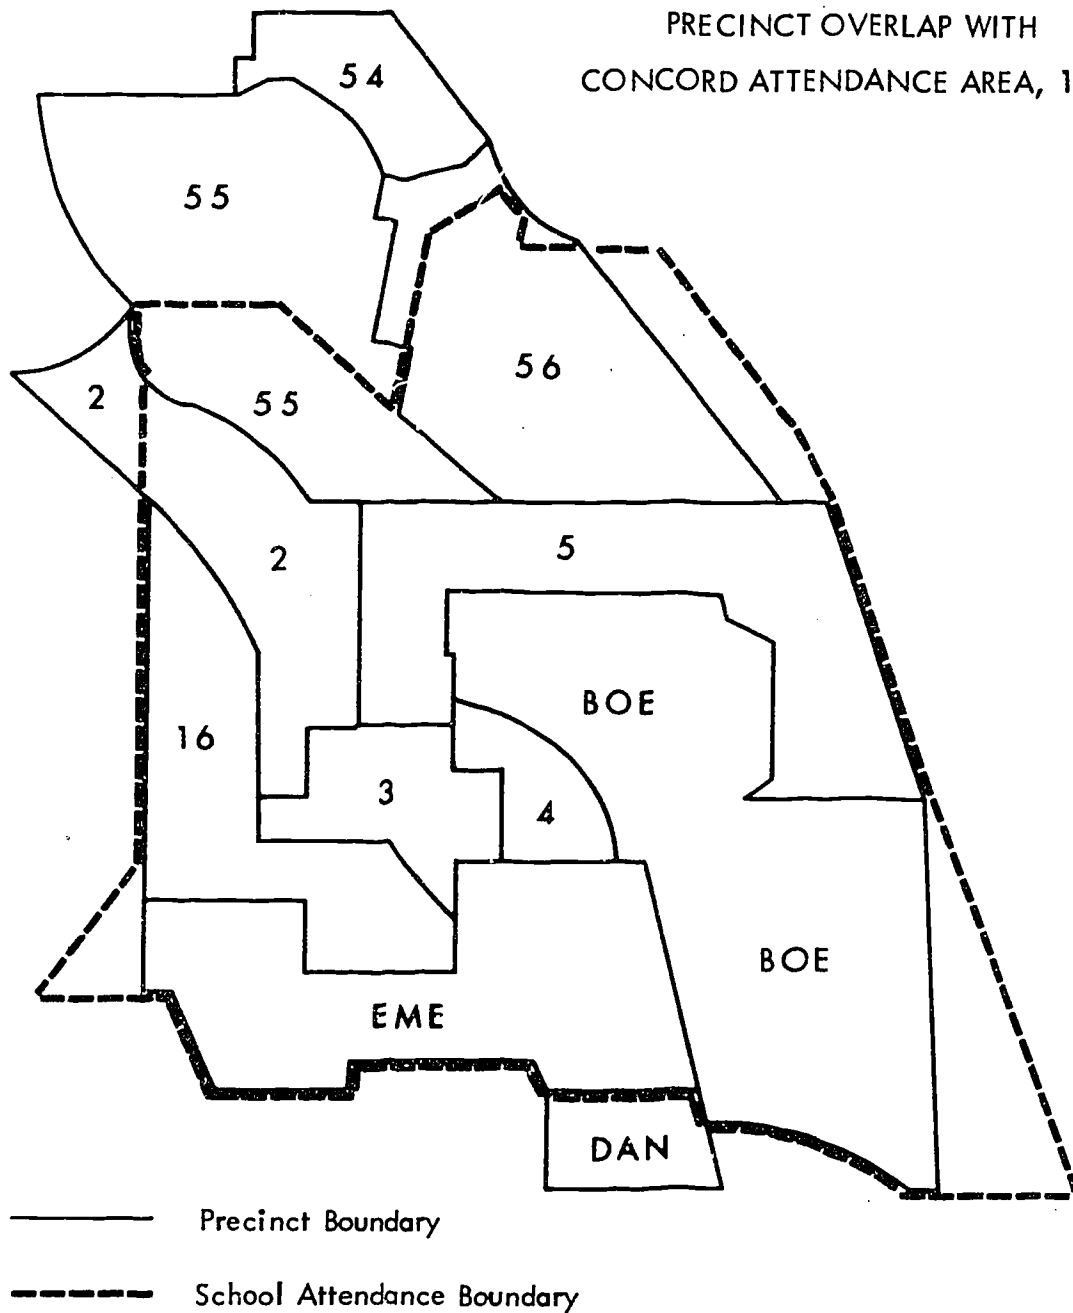 PRECINCT OVERLAP WITH
CONCORD ATTENDANCE AREA, 1
54
55
56
2
55
2
5
BOE
16
3
4
BOE
EME
DAN
Precinct Boundary
School Attendance Boundary